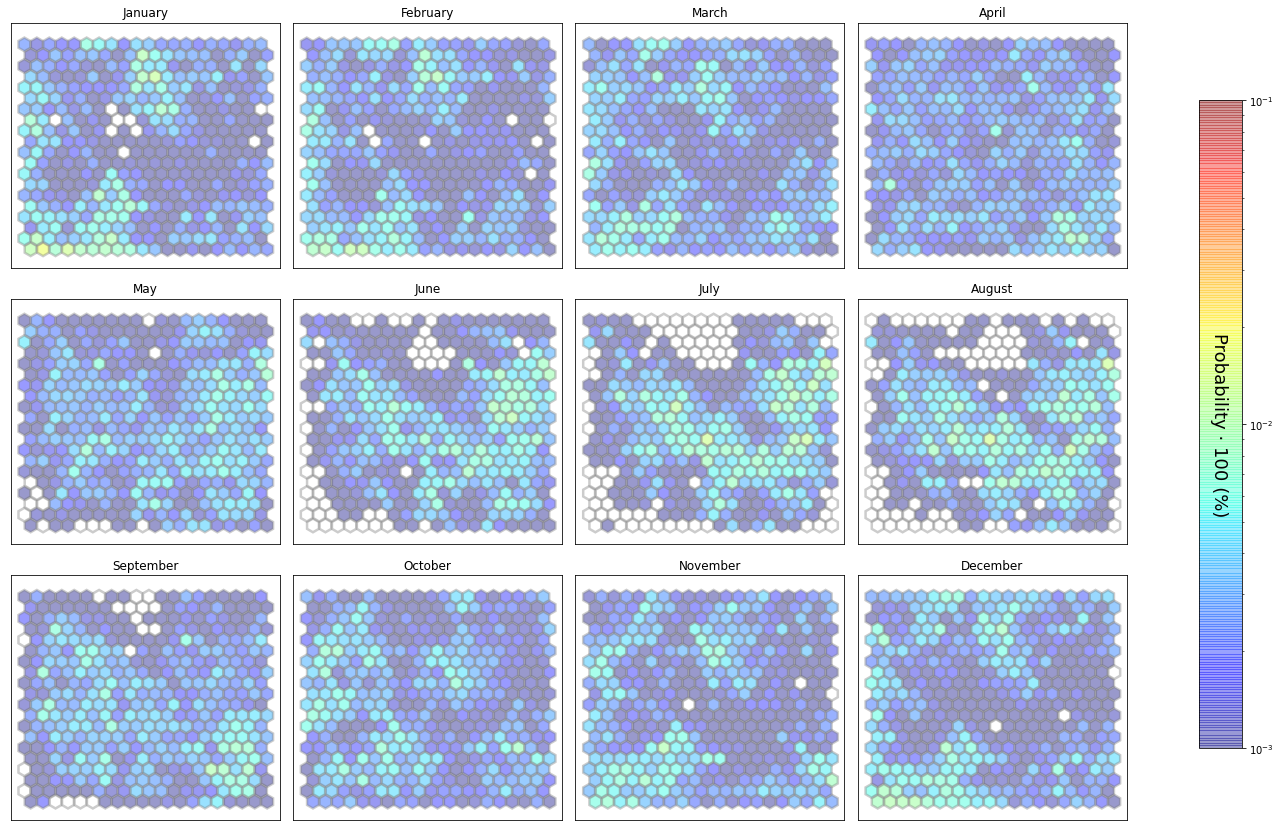 January
February
March
April
May
June
July
August
September
October
November
December
10⁻¹
10⁻²
10⁻³
Probability · 100 (%)